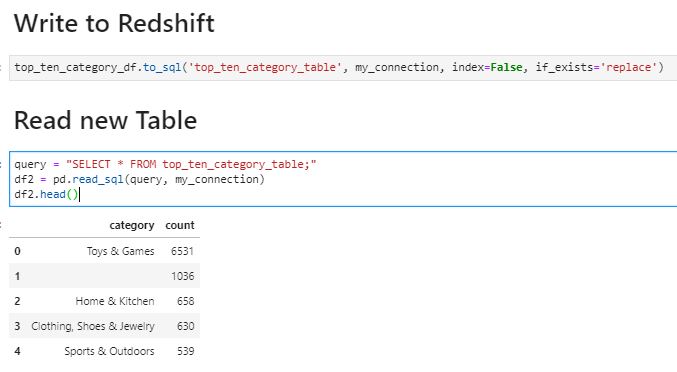 Write to Redshift
top_ten_category_df.to_sql('top_ten_category_table', my_connection, index=False, if_exists='replace')
Read new Table
query = "SELECT * FROM top_ten_category_table;"
df2 = pd.read_sql(query, my_connection)
df2.head()
category count
0 Toys & Games 6531
1 1036
2 Home & Kitchen 658
3 Clothing, Shoes & Jewelry 630
4 Sports & Outdoors 539